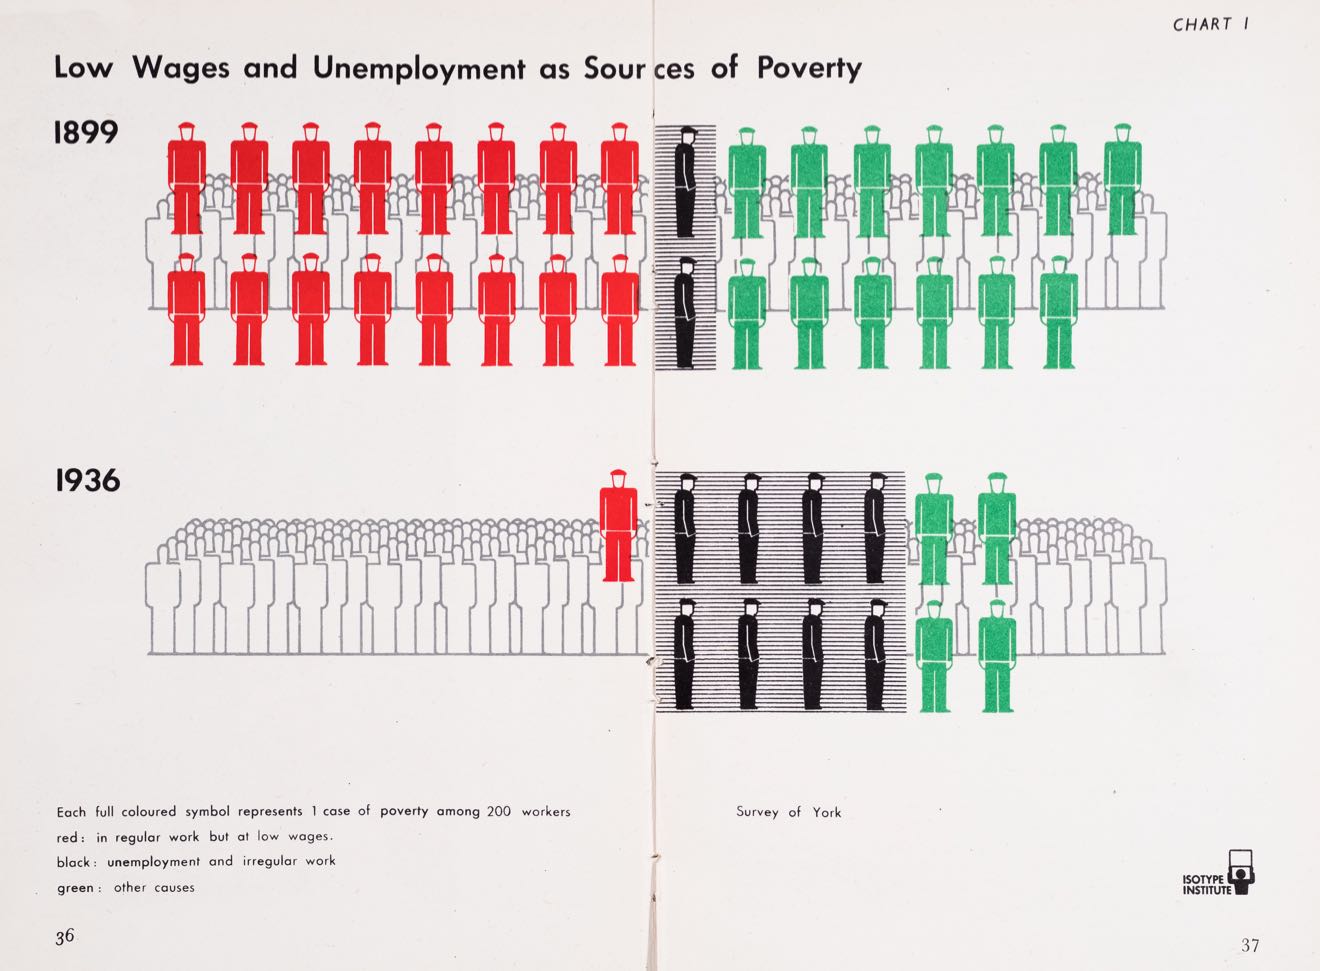 CHART I
Low Wages and Unemployment as Sources of Poverty
1899
1936
Each full coloured symbol represents 1 case of poverty among 200 workers
red: in regular work but at low wages.
black: unemployment and irregular work
green: other causes
Survey of York
ISOTYPE
INSTITUTE
36
37